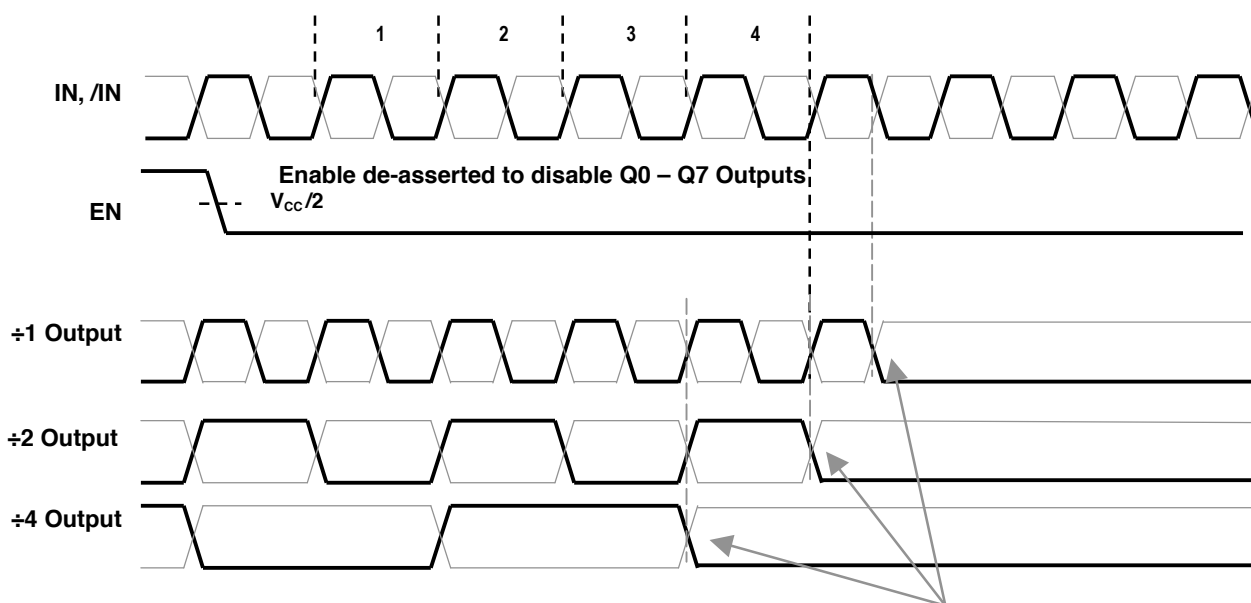 1 2 3 4
IN, /IN
Enable de-asserted to disable Q0 – Q7 Outputs
EN
VCC/2
÷1 Output
÷2 Output
÷4 Output